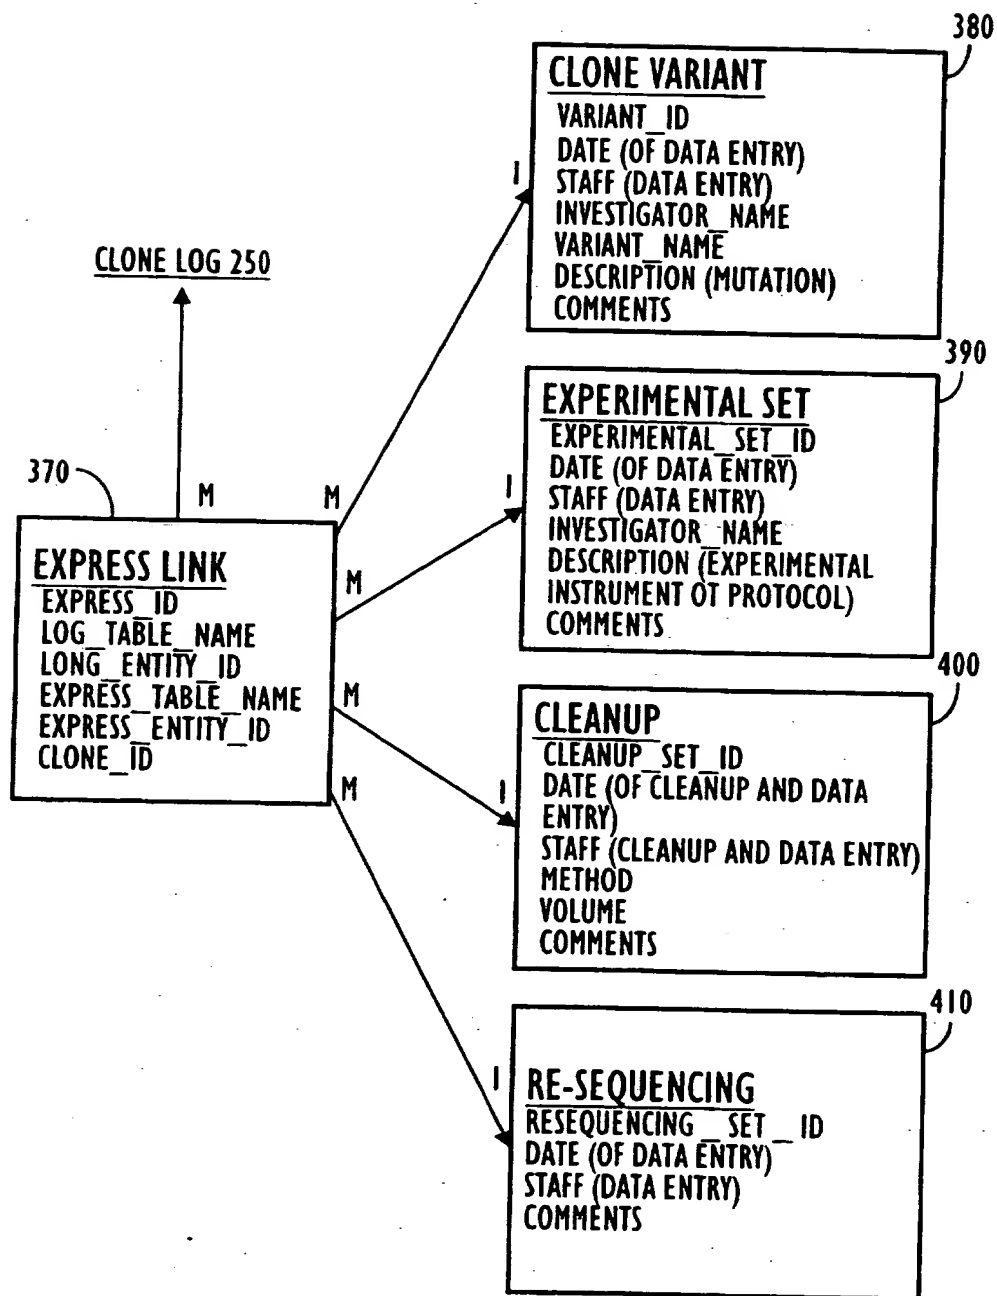 380
CLONE VARIANT
VARIANT_ID
DATE (OF DATA ENTRY)
STAFF (DATA ENTRY)
INVESTIGATOR_NAME
VARIANT_NAME
DESCRIPTION (MUTATION)
COMMENTS
1
CLONE LOG 250
390
EXPERIMENTAL SET
EXPERIMENTAL_SET_ID
DATE (OF DATA ENTRY)
STAFF (DATA ENTRY)
INVESTIGATOR_NAME
DESCRIPTION (EXPERIMENTAL
INSTRUMENT OT PROTOCOL)
COMMENTS
1
370
M
M
M
M
M
EXPRESS LINK
EXPRESS_ID
LOG_TABLE_NAME
LONG_ENTITY_ID
EXPRESS_TABLE_NAME
EXPRESS_ENTITY_ID
CLONE_ID
400
CLEANUP
CLEANUP_SET_ID
DATE (OF CLEANUP AND DATA
ENTRY)
STAFF (CLEANUP AND DATA ENTRY)
METHOD
VOLUME
COMMENTS
1
410
RE-SEQUENCING
RESEQUENCING_SET_ID
DATE (OF DATA ENTRY)
STAFF (DATA ENTRY)
COMMENTS
1